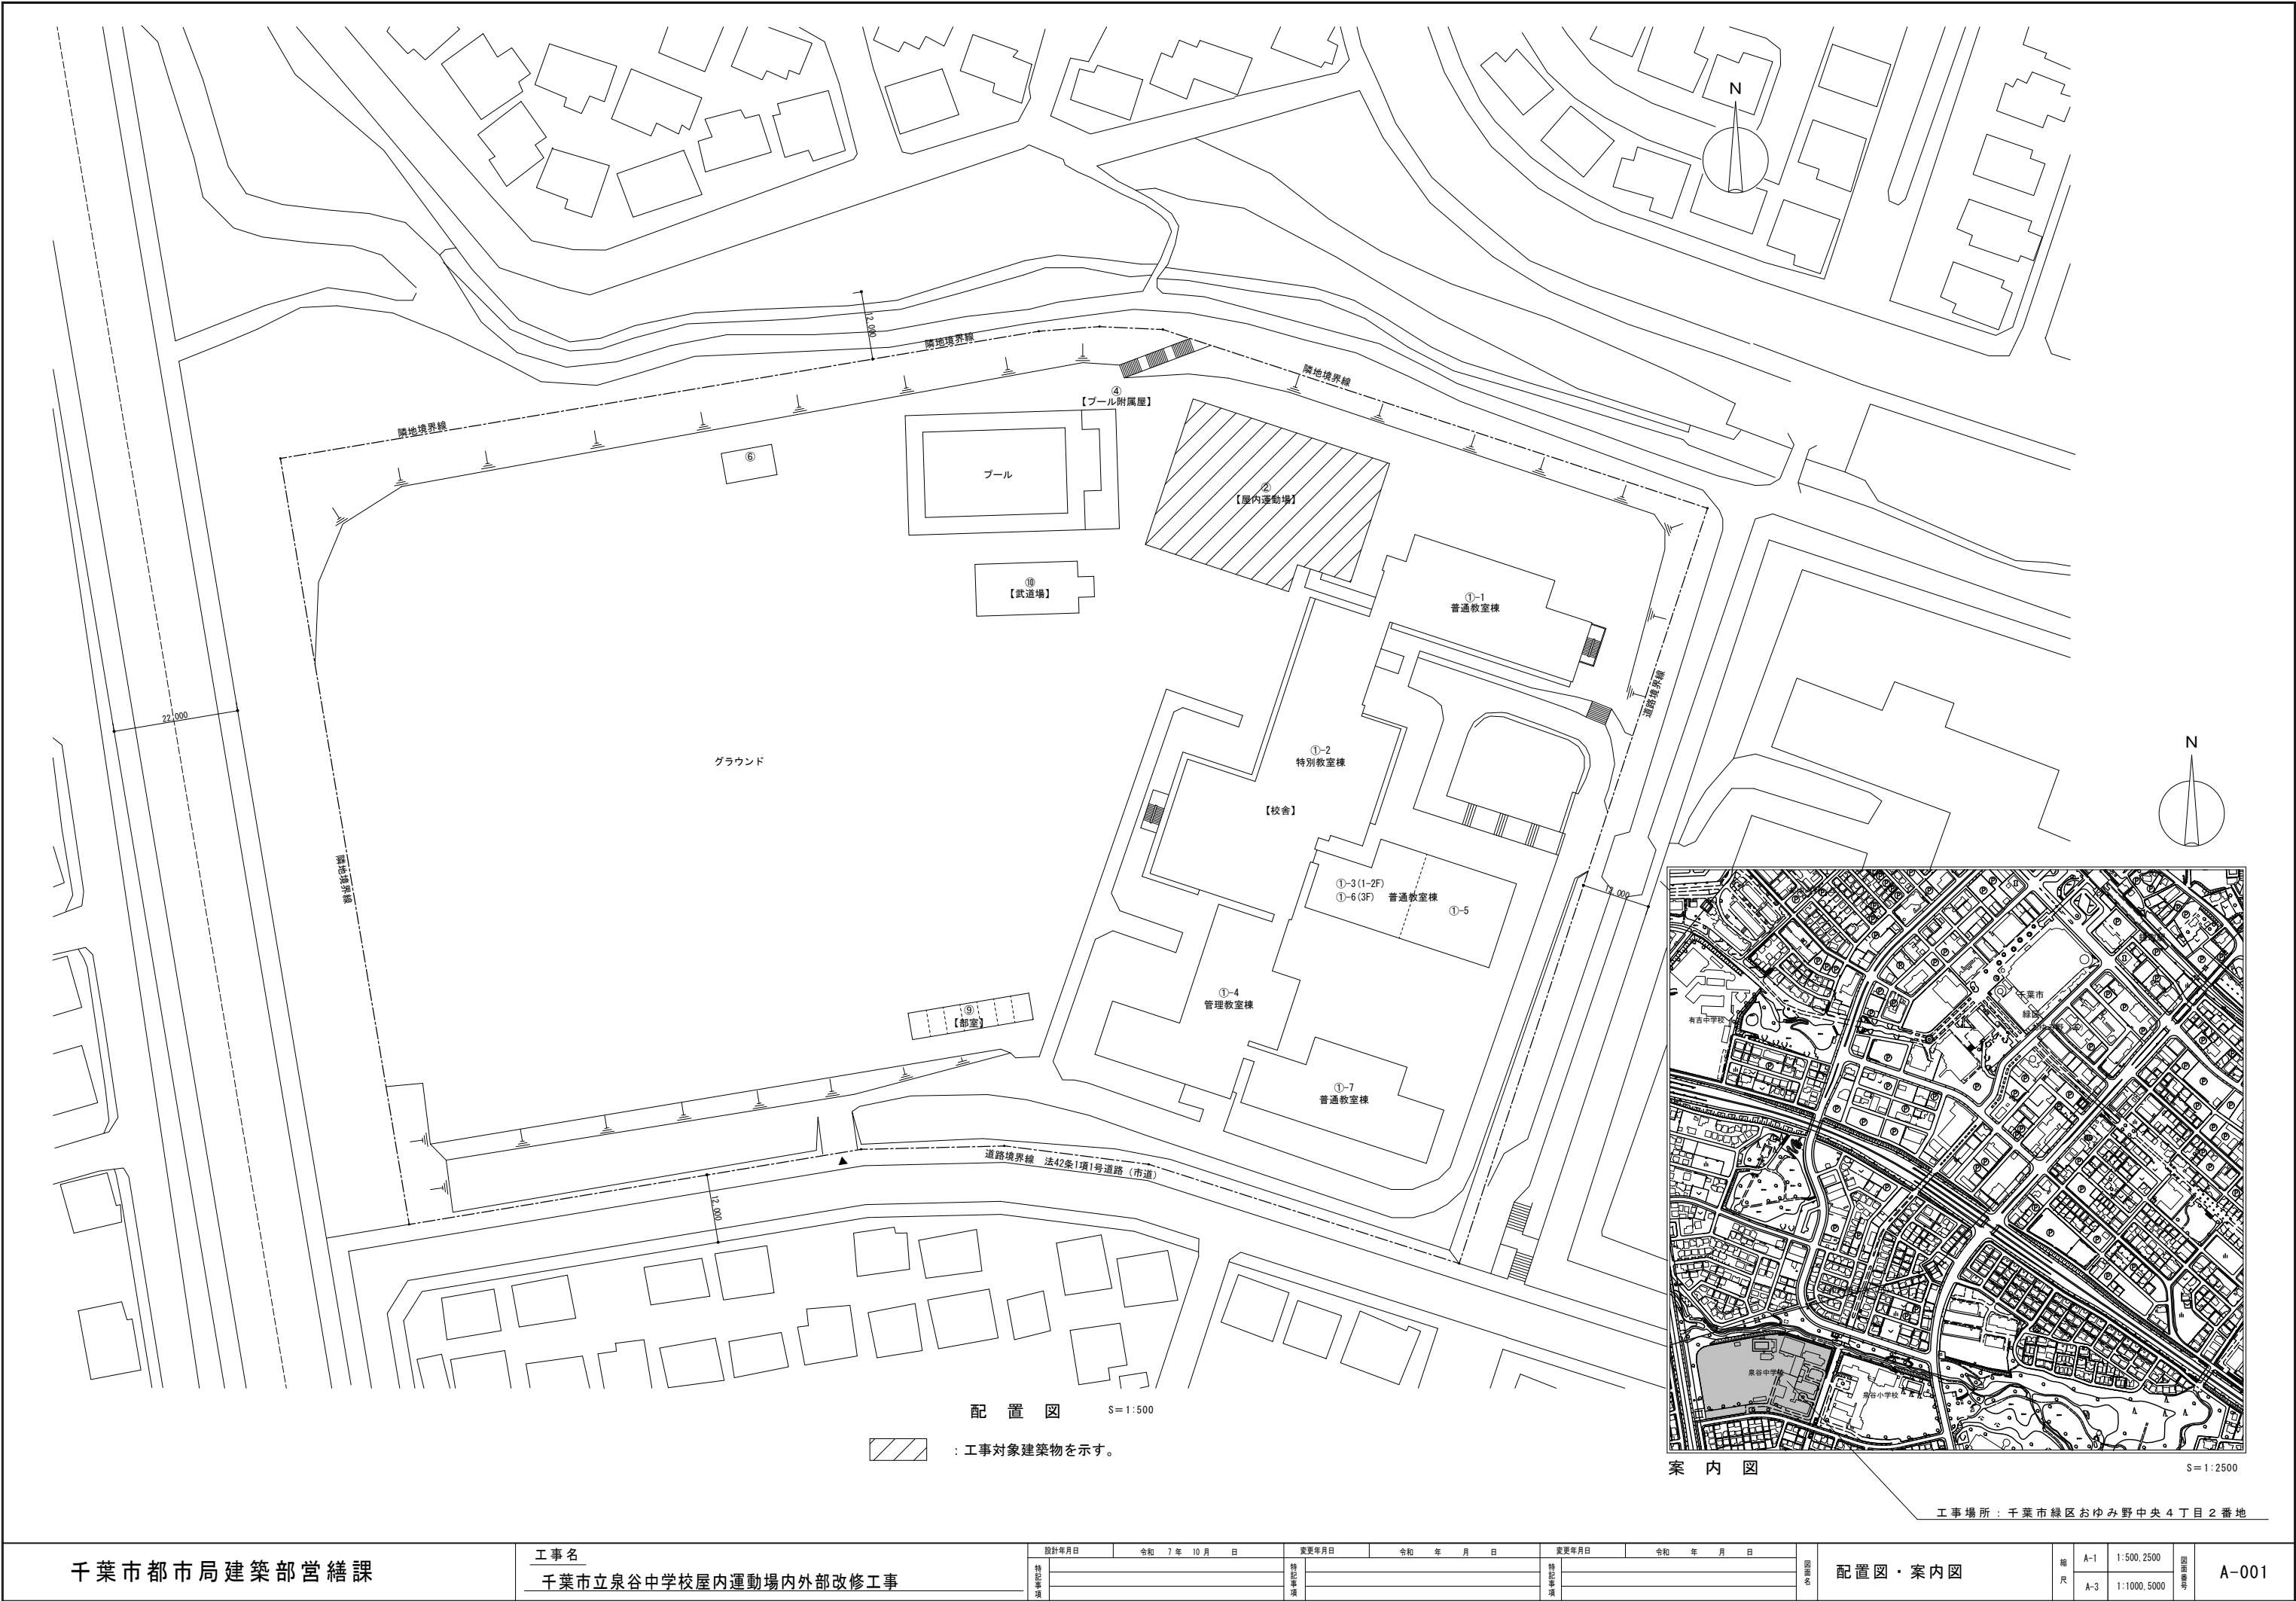 N
12,000
隣地境界線
隣地境界線
隣地境界線
④
【プール附属屋】
⑥
プール
②
【屋内運動場】
⑩
【武道場】
①-1
普通教室棟
道路境界線
22,000
グラウンド
①-2
特別教室棟
【校舎】
N
隣地境界線
①-3(1-2F)
①-6(3F) 普通教室棟
①-5
12,000
①-4
管理教室棟
⑨
【部室】
①-7
普通教室棟
道路境界線 法42条1項1号道路（市道）
12,000
千葉市
緑区
有吉中学校
泉谷中学校
泉谷小学校
配置図 S=1:500
：工事対象建築物を示す。
案内図 S=1:2500
工事場所：千葉市緑区おゆみ野中央４丁目２番地
千葉市都市局建築部営繕課
工事名
千葉市立泉谷中学校屋内運動場内外部改修工事
設計年月日 令和 7年 10月 日
特記事項
変更年月日 令和 年 月 日
特記事項
変更年月日 令和 年 月 日
特記事項
図面名
配置図・案内図
縮尺
A-1 1:500,2500
A-3 1:1000,5000
図面番号
A-001